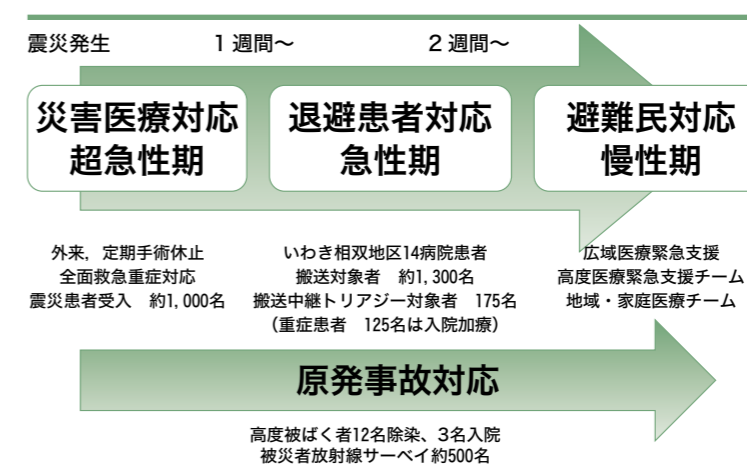 震災発生
1週間～
2週間～
災害医療対応
超急性期
退避患者対応
急性期
避難民対応
慢性期
外来，定期手術休止
全面救急重症対応
震災患者受入　約1,000名
いわき相双地区14病院患者
搬送対象者　約1,300名
搬送中継トリアジー対象者　175名
（重症患者　125名は入院加療）
広域医療緊急支援
高度医療緊急支援チーム
地域・家庭医療チーム
原発事故対応
高度被ばく者12名除染、3名入院
被災者放射線サーベイ約500名